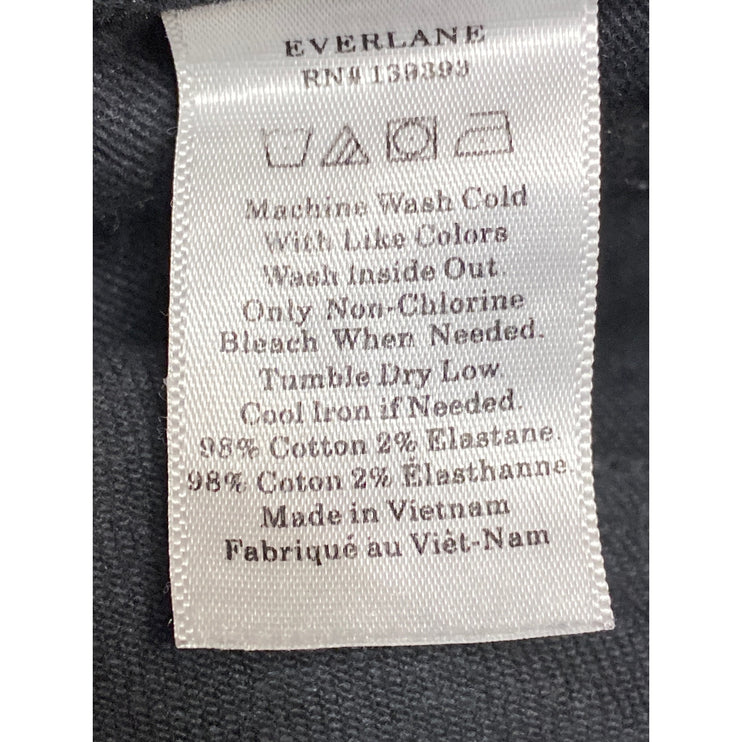 EVERLANE
RN# 139393
Machine Wash Cold
With Like Colors
Wash Inside Out.
Only Non-Chlorine
Bleach When Needed.
Tumble Dry Low.
Cool Iron if Needed.
98% Cotton 2% Elastane.
98% Coton 2% Élasthanne.
Made in Vietnam
Fabriqué au Viêt-Nam